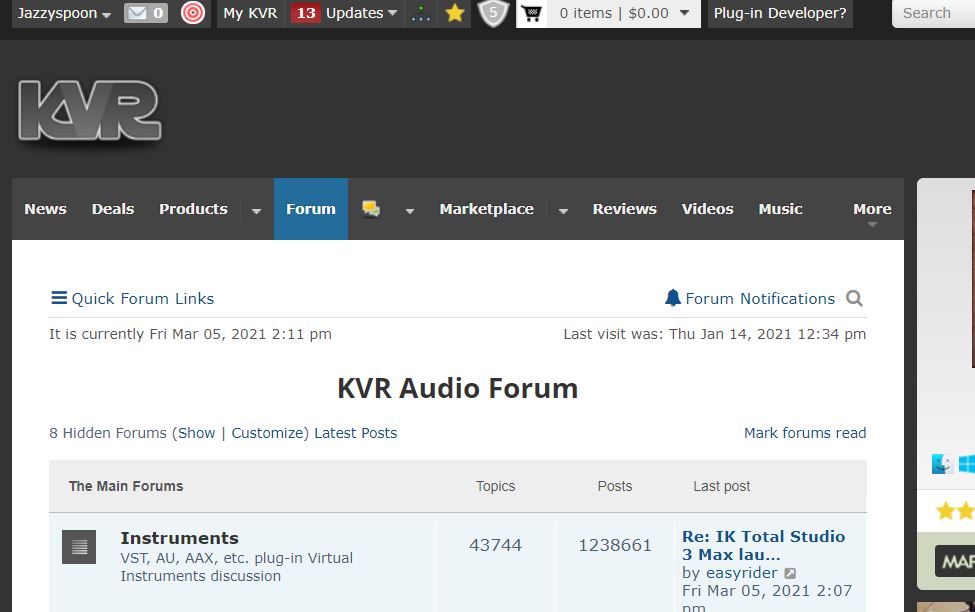 Jazzyspoon 0 My KVR 13 Updates 5 0 items | $0.00 Plug-in Developer? Search
KVR
News Deals Products Forum Marketplace Reviews Videos Music More
Quick Forum Links Forum Notifications
It is currently Fri Mar 05, 2021 2:11 pm Last visit was: Thu Jan 14, 2021 12:34 pm
KVR Audio Forum
8 Hidden Forums (Show | Customize) Latest Posts Mark forums read
The Main Forums Topics Posts Last post
Instruments
VST, AU, AAX, etc. plug-in Virtual
Instruments discussion
43744 1238661
Re: IK Total Studio
3 Max lau...
by easyrider
Fri Mar 05, 2021 2:07
pm